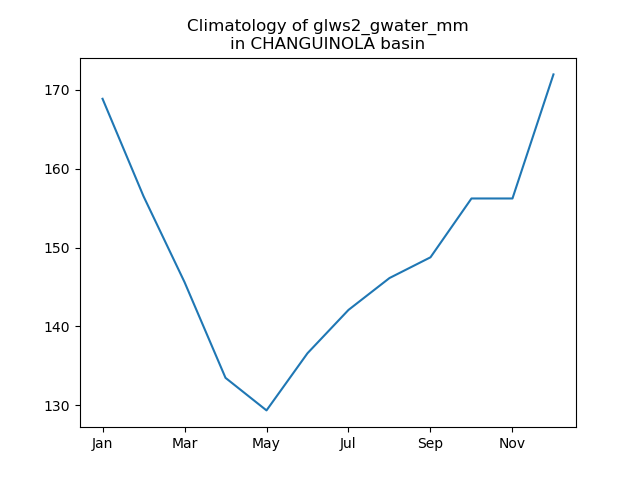 Climatology of glws2_gwater_mm
in CHANGUINOLA basin
170
160
150
140
130
Jan
Mar
May
Jul
Sep
Nov